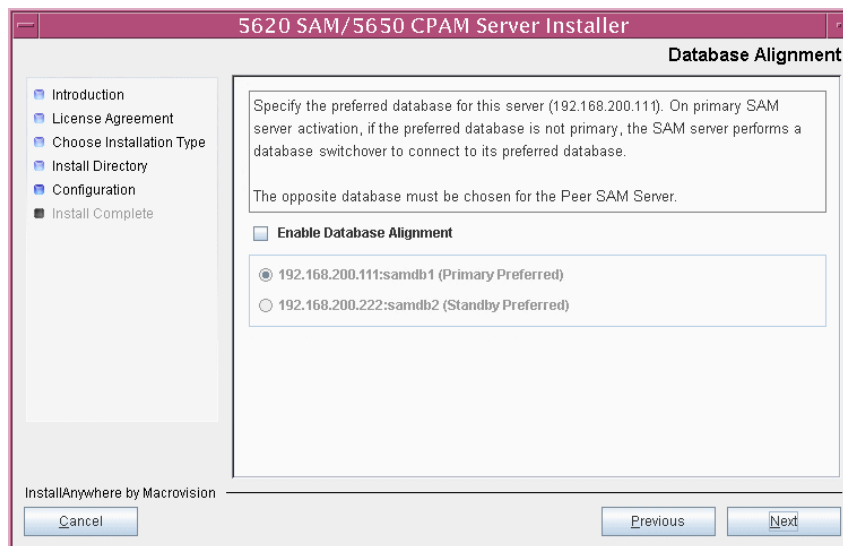 5620 SAM/5650 CPAM Server Installer
Database Alignment
Introduction
License Agreement
Choose Installation Type
Install Directory
Configuration
Install Complete
Specify the preferred database for this server (192.168.200.111). On primary SAM
server activation, if the preferred database is not primary, the SAM server performs a
database switchover to connect to its preferred database.
The opposite database must be chosen for the Peer SAM Server.
Enable Database Alignment
192.168.200.111:samdb1 (Primary Preferred)
192.168.200.222:samdb2 (Standby Preferred)
InstallAnywhere by Macrovision
Cancel
Previous
Next